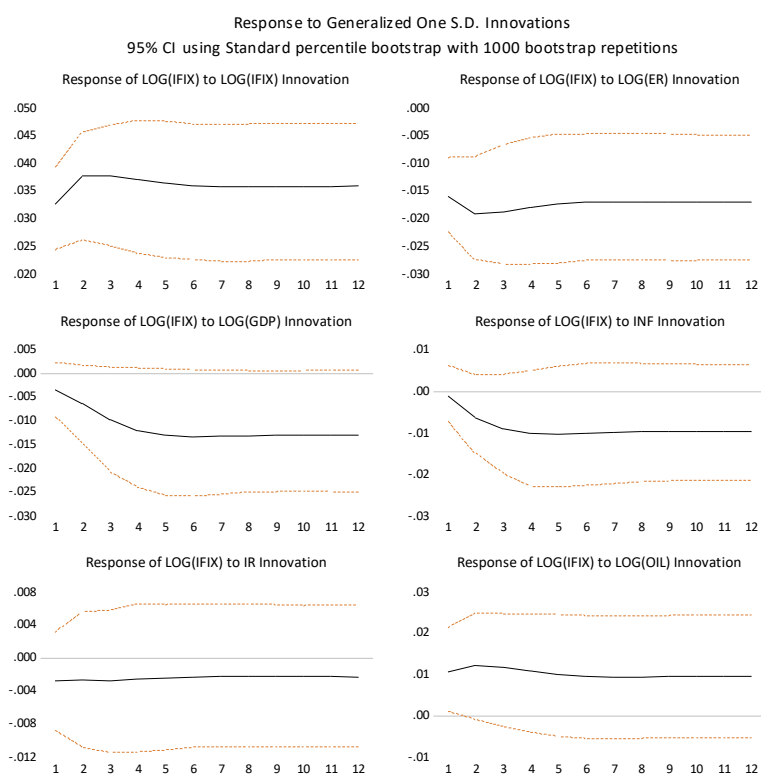 Response to Generalized One S.D. Innovations
95% CI using Standard percentile bootstrap with 1000 bootstrap repetitions
Response of LOG(IFIX) to LOG(IFIX) Innovation
.050
.045
.040
.035
.030
.025
.020
1 2 3 4 5 6 7 8 9 10 11 12
Response of LOG(IFIX) to LOG(ER) Innovation
.000
-.005
-.010
-.015
-.020
-.025
-.030
1 2 3 4 5 6 7 8 9 10 11 12
Response of LOG(IFIX) to LOG(GDP) Innovation
.005
.000
-.005
-.010
-.015
-.020
-.025
-.030
1 2 3 4 5 6 7 8 9 10 11 12
Response of LOG(IFIX) to INF Innovation
.01
.00
-.01
-.02
-.03
1 2 3 4 5 6 7 8 9 10 11 12
Response of LOG(IFIX) to IR Innovation
.008
.004
.000
-.004
-.008
-.012
1 2 3 4 5 6 7 8 9 10 11 12
Response of LOG(IFIX) to LOG(OIL) Innovation
.03
.02
.01
.00
-.01
1 2 3 4 5 6 7 8 9 10 11 12